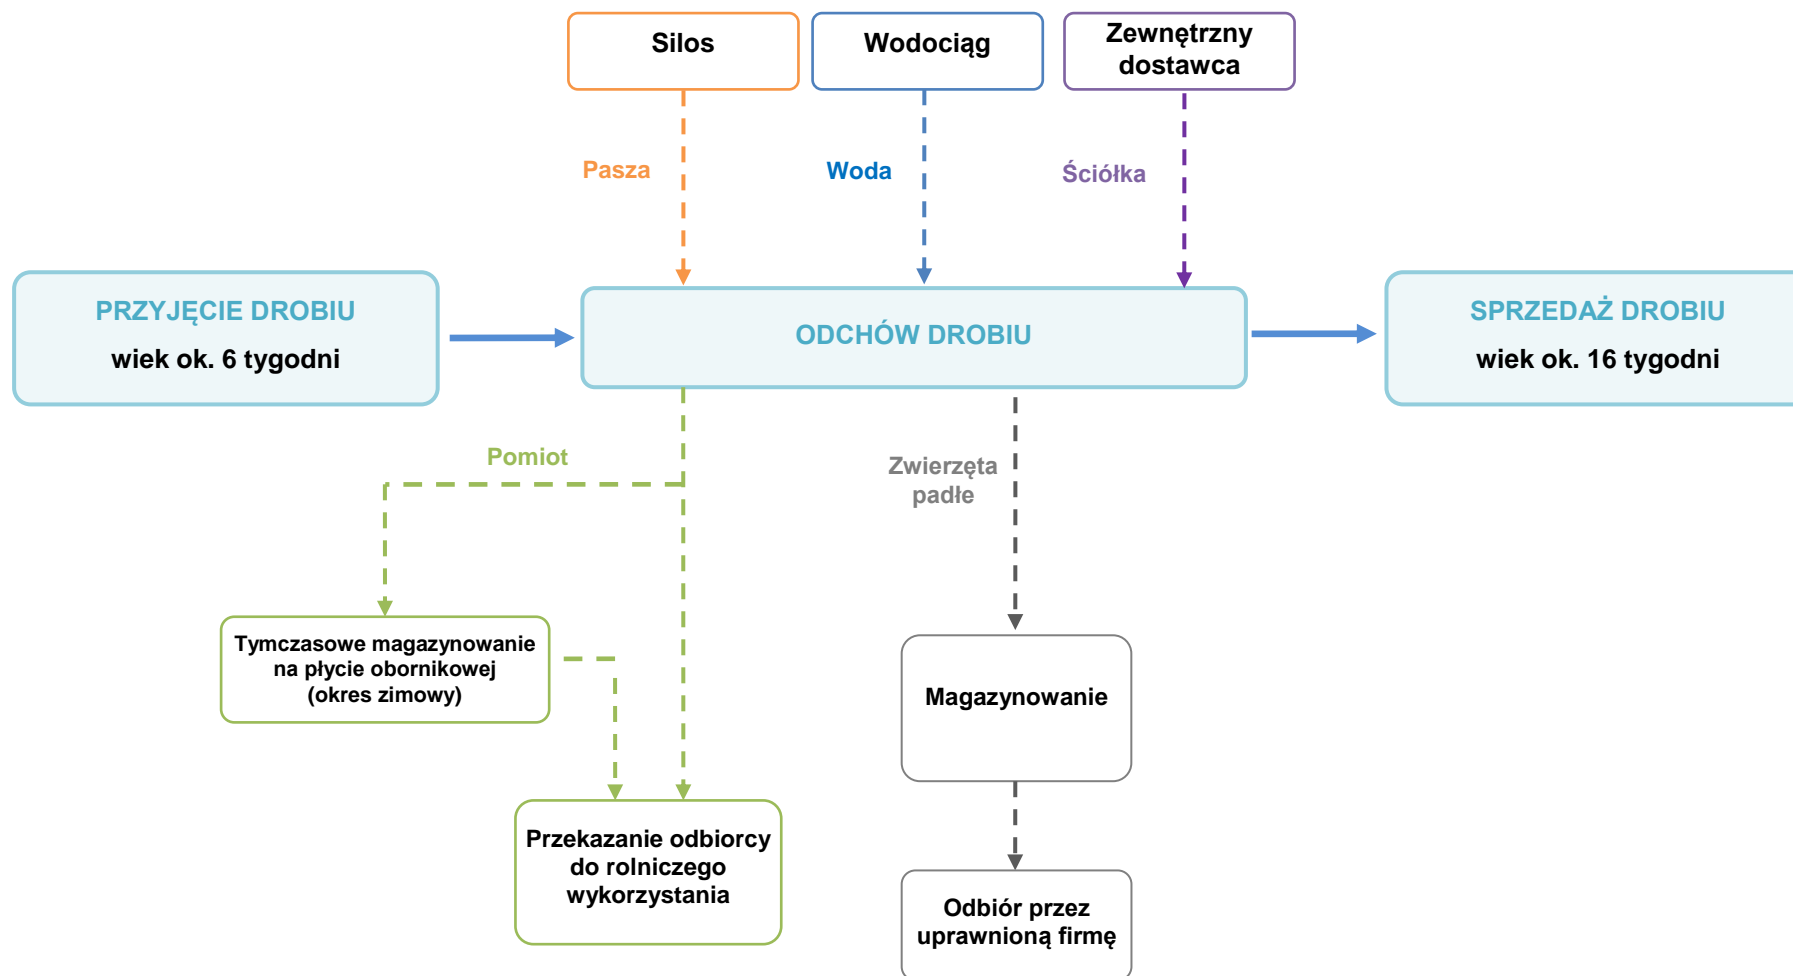 Silos
Wodociąg
Zewnętrzny
dostawca
Pasza
Woda
Ściółka
PRZYJĘCIE DROBIU
wiek ok. 6 tygodni
ODCHÓW DROBIU
SPRZEDAŻ DROBIU
wiek ok. 16 tygodni
Pomiot
Zwierzęta
padłe
Tymczasowe magazynowanie
na płycie obornikowej
(okres zimowy)
Magazynowanie
Przekazanie odbiorcy
do rolniczego
wykorzystania
Odbiór przez
uprawnioną firmę